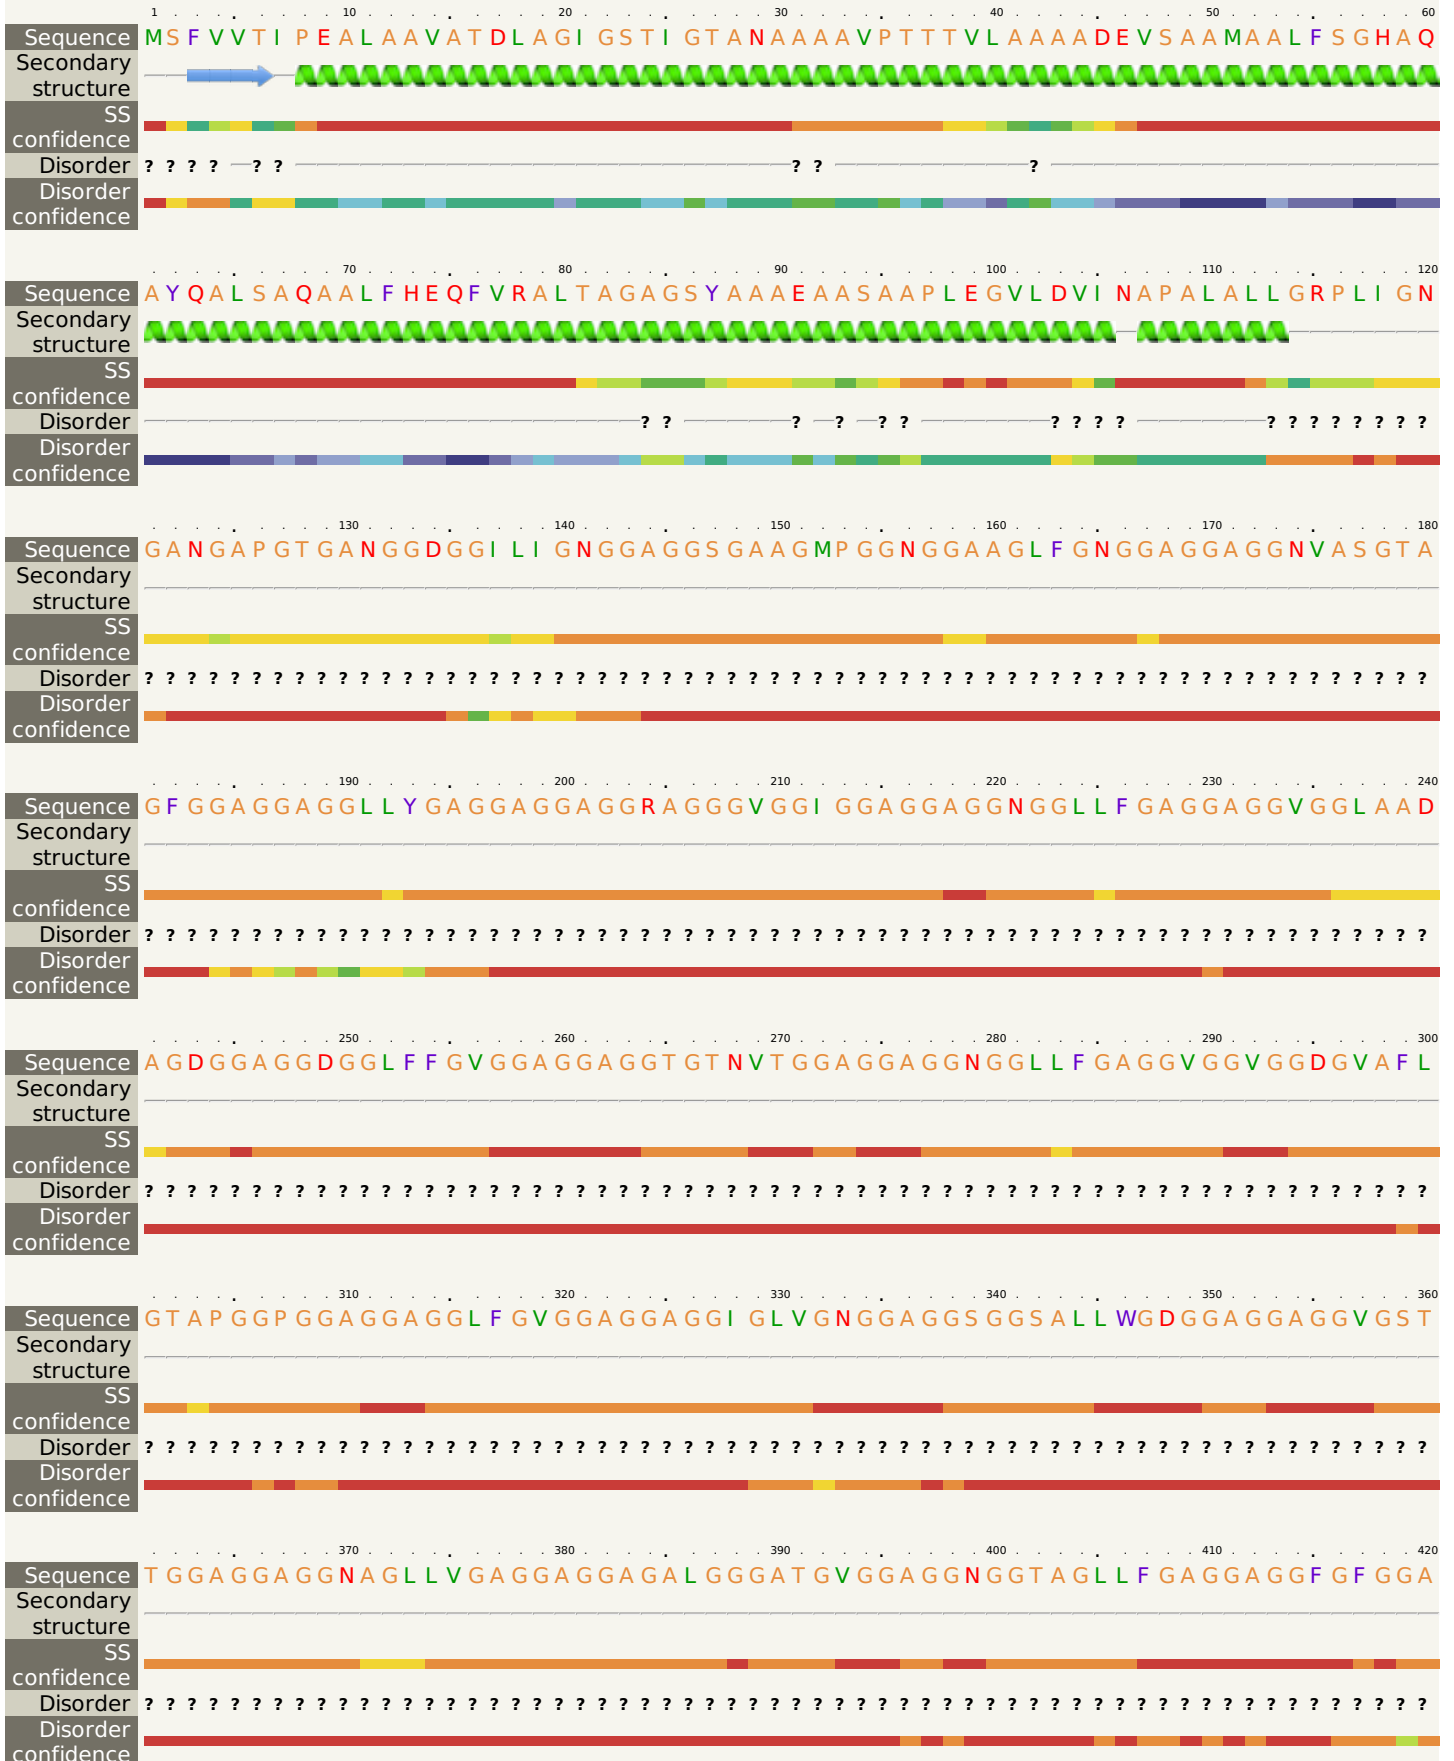 1 10 20 30 40 50 60
Sequence MSFVVTIPEALAAVATDLAGIGSTIGTANAAAAVPTTTVLAAAADEVSAAMAALFSGHAQ
Secondary
structure
SS
confidence
Disorder ? ? ? ? ? ? ? ? ?
Disorder
confidence
70 80 90 100 110 120
Sequence AYQALSAQAALFHEQFVRALTAGAGSYAAAEAASAAPLEGVLDVINAPALALLGRPLIGN
Secondary
structure
SS
confidence
Disorder ? ? ? ? ? ? ? ? ? ? ? ? ? ? ? ? ? ?
Disorder
confidence
130 140 150 160 170 180
Sequence GANGAPGTGANGGDGGILIGNGGAGGSGAAGMPGGNGGAAGLFGNGGAGGAGGNVASGTA
Secondary
structure
SS
confidence
Disorder ? ? ? ? ? ? ? ? ? ? ? ? ? ? ? ? ? ? ? ? ? ? ? ? ? ? ? ? ? ? ? ? ? ? ? ? ? ? ? ? ? ? ? ? ? ? ? ? ? ? ? ? ? ? ? ? ? ? ? ?
Disorder
confidence
190 200 210 220 230 240
Sequence GFGGAGGAGGLLYGAGGAGGAGGRAGGGVGGIGGAGGAGGNGGLLFGAGGAGGVGGLAAD
Secondary
structure
SS
confidence
Disorder ? ? ? ? ? ? ? ? ? ? ? ? ? ? ? ? ? ? ? ? ? ? ? ? ? ? ? ? ? ? ? ? ? ? ? ? ? ? ? ? ? ? ? ? ? ? ? ? ? ? ? ? ? ? ? ? ? ? ? ?
Disorder
confidence
250 260 270 280 290 300
Sequence AGDGGAGGDGGLFFGVGGAGGAGGTGTNVTGGAGGAGGNGGLLFGAGGVGGVGGDGVAFL
Secondary
structure
SS
confidence
Disorder ? ? ? ? ? ? ? ? ? ? ? ? ? ? ? ? ? ? ? ? ? ? ? ? ? ? ? ? ? ? ? ? ? ? ? ? ? ? ? ? ? ? ? ? ? ? ? ? ? ? ? ? ? ? ? ? ? ? ? ?
Disorder
confidence
310 320 330 340 350 360
Sequence GTAPGGPGGAGGAGGLFGVGGAGGAGGIGLVGNGGAGGSGGSALLWGDGGAGGAGGVGST
Secondary
structure
SS
confidence
Disorder ? ? ? ? ? ? ? ? ? ? ? ? ? ? ? ? ? ? ? ? ? ? ? ? ? ? ? ? ? ? ? ? ? ? ? ? ? ? ? ? ? ? ? ? ? ? ? ? ? ? ? ? ? ? ? ? ? ? ? ?
Disorder
confidence
370 380 390 400 410 420
Sequence TGGAGGAGGNAGLLVGAGGAGGAGALGGGATGVGGAGGNGGTAGLLFGAGGAGGFGFGGA
Secondary
structure
SS
confidence
Disorder ? ? ? ? ? ? ? ? ? ? ? ? ? ? ? ? ? ? ? ? ? ? ? ? ? ? ? ? ? ? ? ? ? ? ? ? ? ? ? ? ? ? ? ? ? ? ? ? ? ? ? ? ? ? ? ? ? ? ? ?
Disorder
confidence